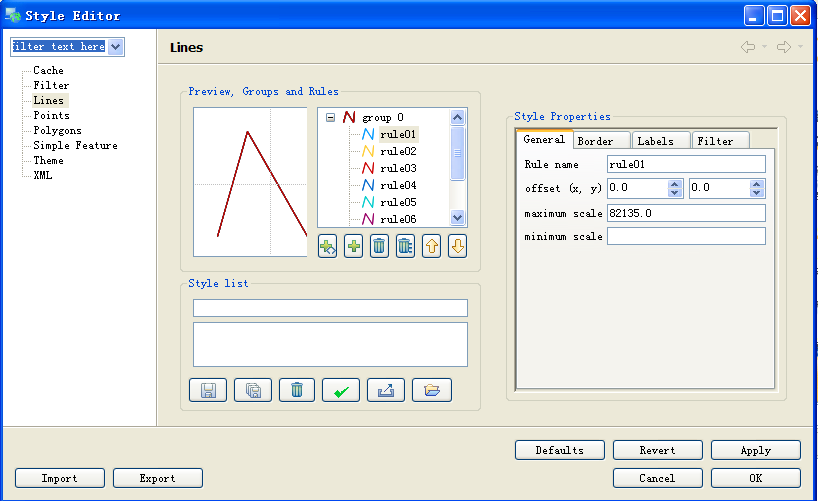 Style Editor
ilter text here
Lines
Cache
Filter
Lines
Points
Polygons
Simple Feature
Theme
XML
Preview, Groups and Rules
group 0
rule01
rule02
rule03
rule04
rule05
rule06
Style list
Style Properties
General Border Labels Filter
Rule name rule01
offset (x, y) 0.0 0.0
maximum scale 82135.0
minimum scale
Defaults Revert Apply
Import Export Cancel OK